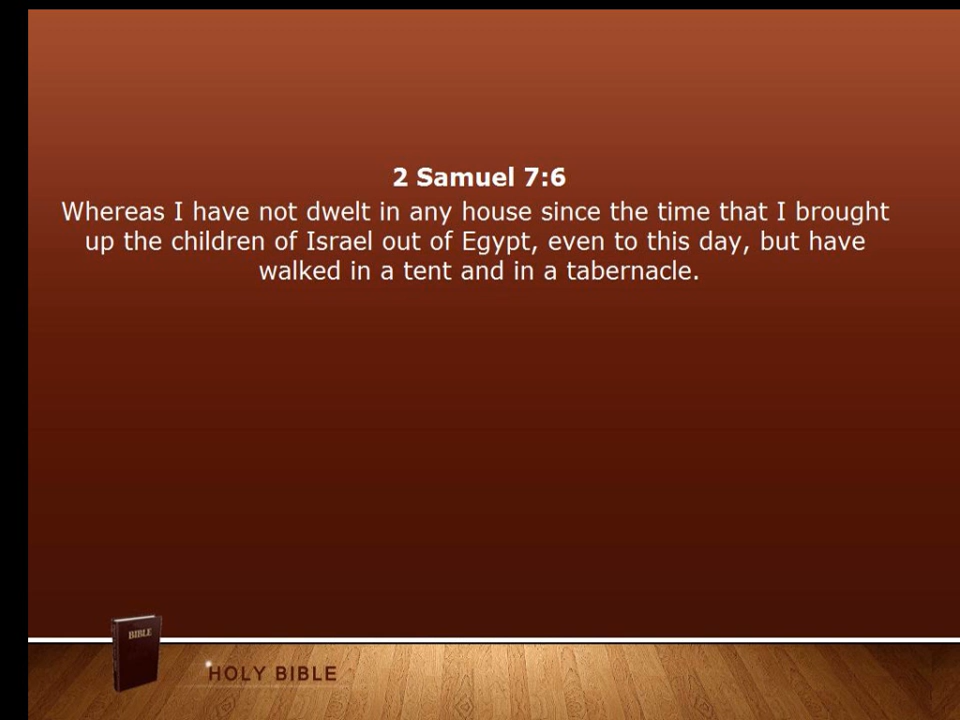 2 Samuel 7:6
Whereas I have not dwelt in any house since the time that I brought
up the children of Israel out of Egypt, even to this day, but have
walked in a tent and in a tabernacle.
BIBLE
HOLY BIBLE